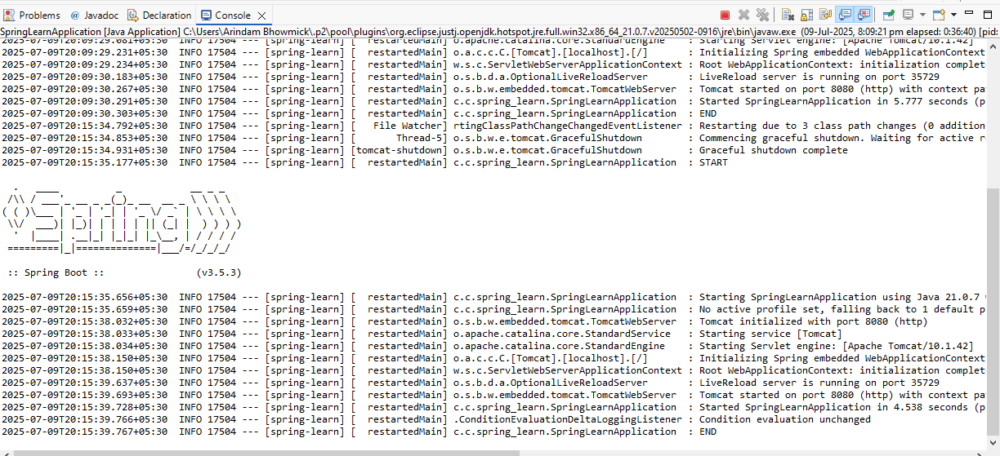 Problems @ Javadoc Declaration Console
SpringLearnApplication [Java Application] C:\Users\Arindam Bhowmick\.p2\pool\plugins\org.eclipse.justj.openjdk.hotspot.jre.full.win32.x86_64_21.0.7.v20250502-0916\jre\bin\javaw.exe (09-Jul-2025, 8:09:21 pm elapsed: 0:36:40) [pid:
2025-07-09T20:09:29.081+05:30  INFO 17504 --- [spring-learn] [  restartedMain] o.apache.catalina.core.StandardEngine    : Starting Servlet engine: [Apache Tomcat/10.1.42]
2025-07-09T20:09:29.231+05:30  INFO 17504 --- [spring-learn] [  restartedMain] o.a.c.c.C.[Tomcat].[localhost].[/]       : Initializing Spring embedded WebApplicationContext
2025-07-09T20:09:29.234+05:30  INFO 17504 --- [spring-learn] [  restartedMain] w.s.c.ServletWebServerApplicationContext : Root WebApplicationContext: initialization complet
2025-07-09T20:09:30.183+05:30  INFO 17504 --- [spring-learn] [  restartedMain] o.s.b.d.a.OptionalLiveReloadServer       : LiveReload server is running on port 35729
2025-07-09T20:09:30.267+05:30  INFO 17504 --- [spring-learn] [  restartedMain] o.s.b.w.embedded.tomcat.TomcatWebServer  : Tomcat started on port 8080 (http) with context pa
2025-07-09T20:09:30.291+05:30  INFO 17504 --- [spring-learn] [  restartedMain] c.c.spring_learn.SpringLearnApplication  : Started SpringLearnApplication in 5.777 seconds (p
2025-07-09T20:09:30.303+05:30  INFO 17504 --- [spring-learn] [  restartedMain] c.c.spring_learn.SpringLearnApplication  : END
2025-07-09T20:15:34.792+05:30  INFO 17504 --- [spring-learn] [   File Watcher] rtingClassPathChangeChangedEventListener : Restarting due to 3 class path changes (0 addition
2025-07-09T20:15:34.853+05:30  INFO 17504 --- [spring-learn] [       Thread-5] o.s.b.w.e.tomcat.GracefulShutdown        : Commencing graceful shutdown. Waiting for active r
2025-07-09T20:15:34.931+05:30  INFO 17504 --- [spring-learn] [tomcat-shutdown] o.s.b.w.e.tomcat.GracefulShutdown        : Graceful shutdown complete
2025-07-09T20:15:35.177+05:30  INFO 17504 --- [spring-learn] [  restartedMain] c.c.spring_learn.SpringLearnApplication  : START
Spring
:: Spring Boot ::                (v3.5.3)
2025-07-09T20:15:35.656+05:30  INFO 17504 --- [spring-learn] [  restartedMain] c.c.spring_learn.SpringLearnApplication  : Starting SpringLearnApplication using Java 21.0.7
2025-07-09T20:15:35.659+05:30  INFO 17504 --- [spring-learn] [  restartedMain] c.c.spring_learn.SpringLearnApplication  : No active profile set, falling back to 1 default p
2025-07-09T20:15:38.032+05:30  INFO 17504 --- [spring-learn] [  restartedMain] o.s.b.w.embedded.tomcat.TomcatWebServer  : Tomcat initialized with port 8080 (http)
2025-07-09T20:15:38.033+05:30  INFO 17504 --- [spring-learn] [  restartedMain] o.apache.catalina.core.StandardService   : Starting service [Tomcat]
2025-07-09T20:15:38.034+05:30  INFO 17504 --- [spring-learn] [  restartedMain] o.apache.catalina.core.StandardEngine    : Starting Servlet engine: [Apache Tomcat/10.1.42]
2025-07-09T20:15:38.150+05:30  INFO 17504 --- [spring-learn] [  restartedMain] o.a.c.c.C.[Tomcat].[localhost].[/]       : Initializing Spring embedded WebApplicationContext
2025-07-09T20:15:38.150+05:30  INFO 17504 --- [spring-learn] [  restartedMain] w.s.c.ServletWebServerApplicationContext : Root WebApplicationContext: initialization complet
2025-07-09T20:15:39.637+05:30  INFO 17504 --- [spring-learn] [  restartedMain] o.s.b.d.a.OptionalLiveReloadServer       : LiveReload server is running on port 35729
2025-07-09T20:15:39.693+05:30  INFO 17504 --- [spring-learn] [  restartedMain] o.s.b.w.embedded.tomcat.TomcatWebServer  : Tomcat started on port 8080 (http) with context pa
2025-07-09T20:15:39.728+05:30  INFO 17504 --- [spring-learn] [  restartedMain] c.c.spring_learn.SpringLearnApplication  : Started SpringLearnApplication in 4.538 seconds (p
2025-07-09T20:15:39.766+05:30  INFO 17504 --- [spring-learn] [  restartedMain] .ConditionEvaluationDeltaLoggingListener : Condition evaluation unchanged
2025-07-09T20:15:39.767+05:30  INFO 17504 --- [spring-learn] [  restartedMain] c.c.spring_learn.SpringLearnApplication  : END